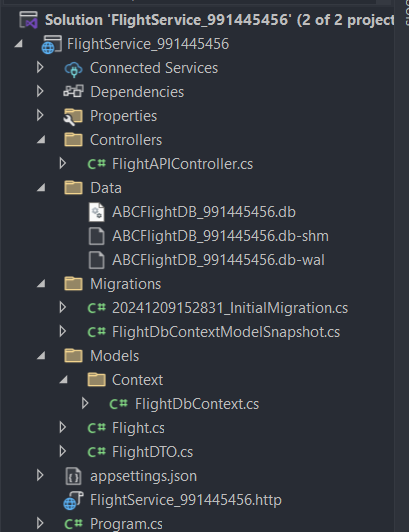 Solution 'FlightService_991445456' (2 of 2 project
FlightService_991445456
Connected Services
Dependencies
Properties
Controllers
C# FlightAPIController.cs
Data
ABCFlightDB_991445456.db
ABCFlightDB_991445456.db-shm
ABCFlightDB_991445456.db-wal
Migrations
C# 20241209152831_InitialMigration.cs
C# FlightDbContextModelSnapshot.cs
Models
Context
C# FlightDbContext.cs
C# Flight.cs
C# FlightDTO.cs
appsettings.json
FlightService_991445456.http
C# Program.cs